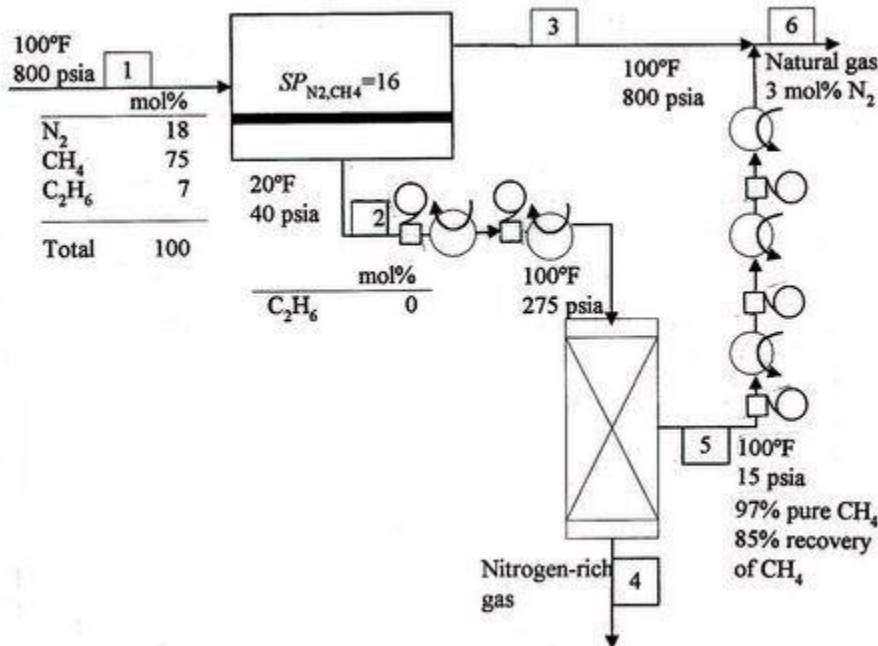 100°F
800 psia
1
mol%
N₂ 18
CH₄ 75
C₂H₆ 7
Total 100
SP_N2,CH4=16
3
100°F
800 psia
6
Natural gas
3 mol% N₂
20°F
40 psia
2
mol%
C₂H₆ 0
100°F
275 psia
5
100°F
15 psia
97% pure CH₄
85% recovery
of CH₄
Nitrogen-rich
gas
4